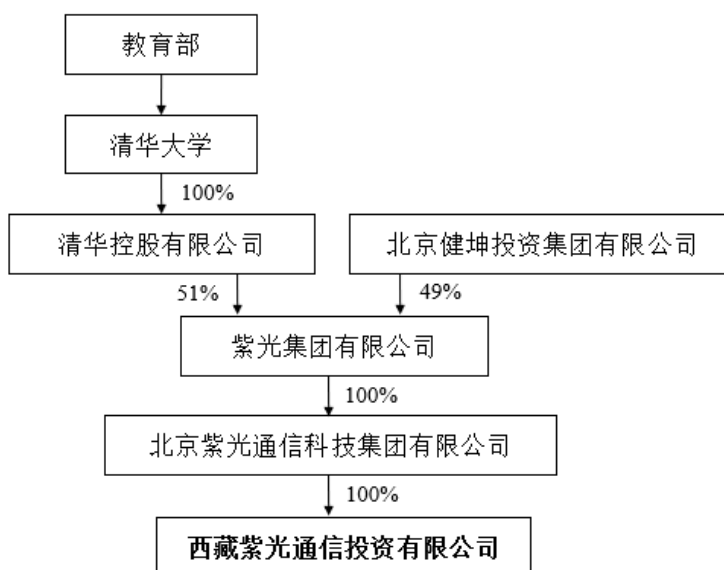 教育部
清华大学
100%
清华控股有限公司
北京健坤投资集团有限公司
51%
49%
紫光集团有限公司
100%
北京紫光通信科技集团有限公司
100%
西藏紫光通信投资有限公司